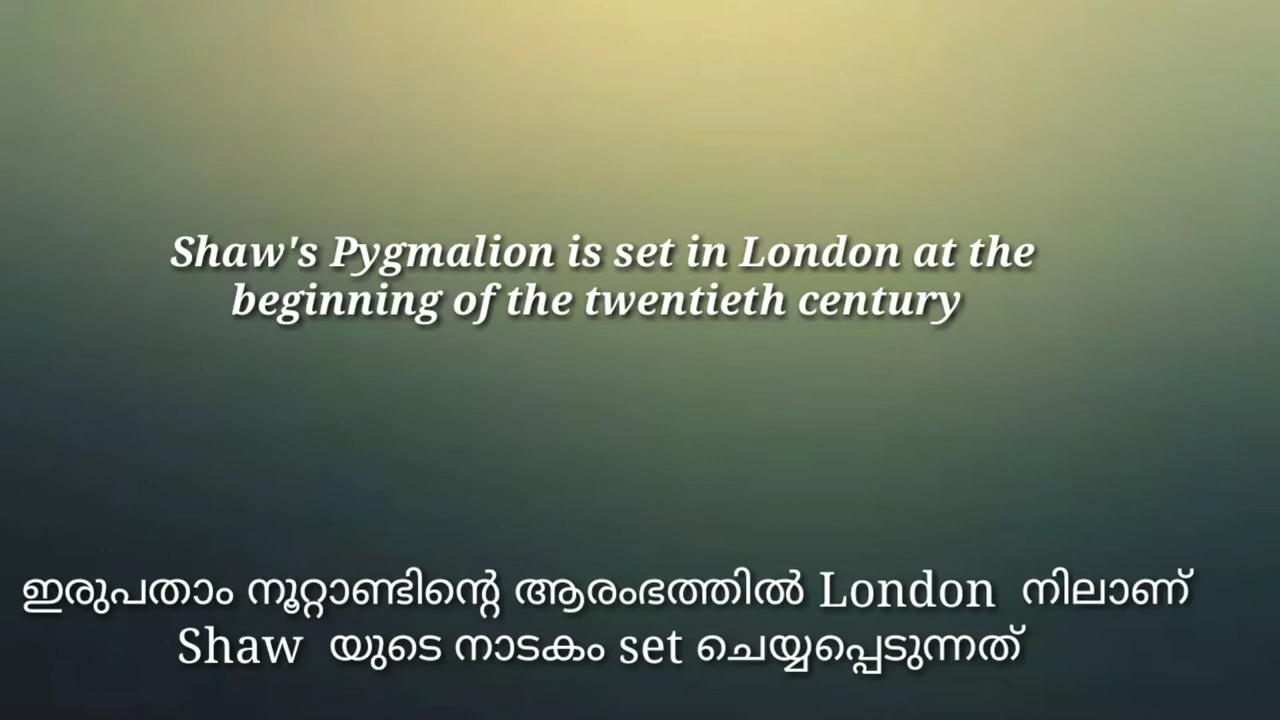 Shaw's Pygmalion is set in London at the
beginning of the twentieth century
ഇരുപതാം നൂറ്റാണ്ടിന്റെ ആരംഭത്തിൽ London നിലാണ്
Shaw യുടെ നാടകം set ചെയ്യപ്പെടുന്നത്